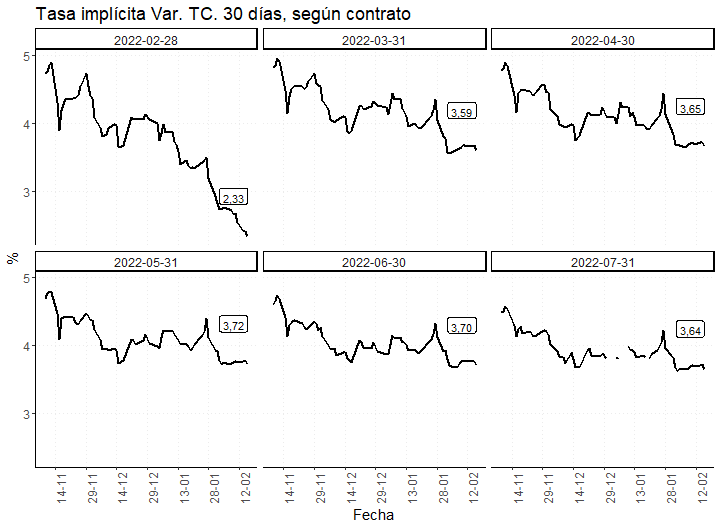 Tasa implícita Var. TC. 30 días, según contrato
2022-02-28 2022-03-31 2022-04-30
5
4
3
2,33
3,59
3,65
%
2022-05-31 2022-06-30 2022-07-31
5
4
3
3,72
3,70
3,64
14-11 29-11 14-12 29-12 13-01 28-01 12-02 14-11 29-11 14-12 29-12 13-01 28-01 12-02 14-11 29-11 14-12 29-12 13-01 28-01 12-02
Fecha